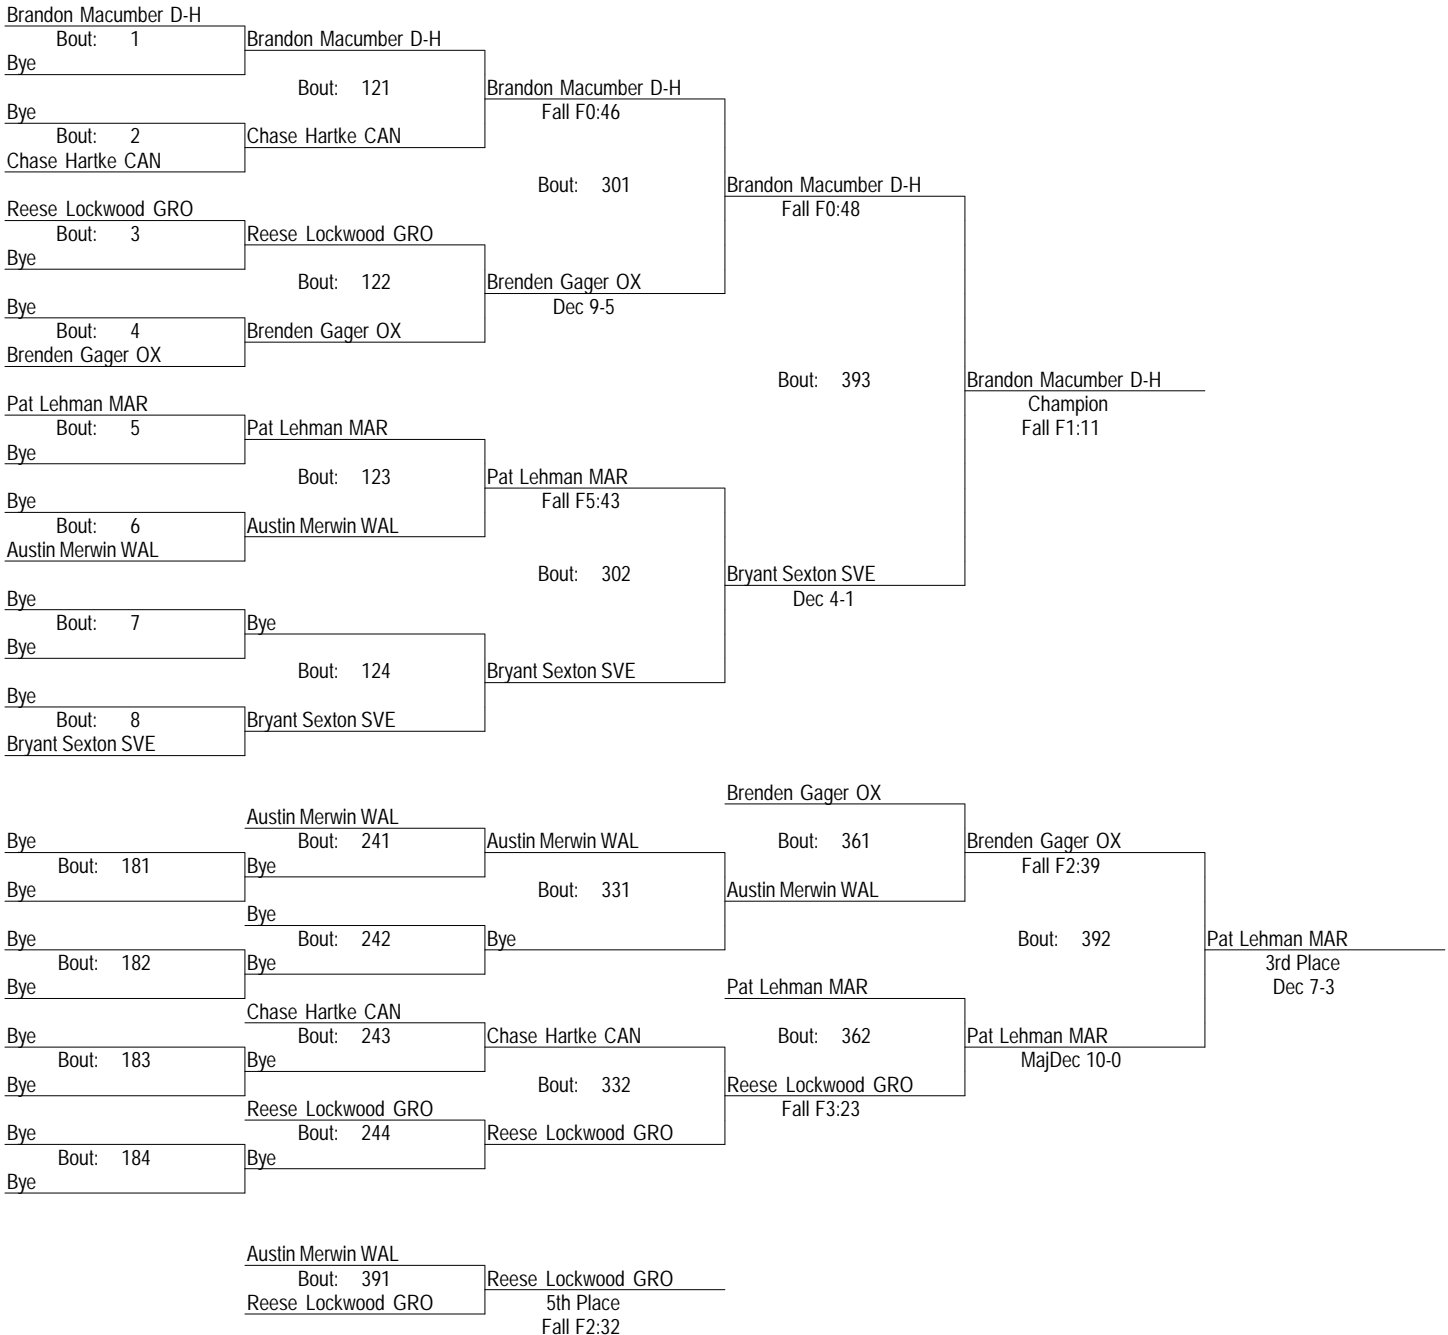 Brandon Macumber D-H
Bout: 1
Brandon Macumber D-H
Bye
Bout: 121
Brandon Macumber D-H
Bye
Fall F0:46
Bout: 2
Chase Hartke CAN
Chase Hartke CAN
Bout: 301
Brandon Macumber D-H
Reese Lockwood GRO
Fall F0:48
Bout: 3
Reese Lockwood GRO
Bye
Bout: 122
Brenden Gager OX
Bye
Dec 9-5
Bout: 4
Brenden Gager OX
Brenden Gager OX
Bout: 393
Brandon Macumber D-H
Pat Lehman MAR
Champion
Bout: 5
Pat Lehman MAR
Fall F1:11
Bye
Bout: 123
Pat Lehman MAR
Bye
Fall F5:43
Bout: 6
Austin Merwin WAL
Austin Merwin WAL
Bout: 302
Bryant Sexton SVE
Bye
Dec 4-1
Bout: 7
Bye
Bye
Bout: 124
Bryant Sexton SVE
Bye
Bout: 8
Bryant Sexton SVE
Bryant Sexton SVE
Brenden Gager OX
Austin Merwin WAL
Bye
Bout: 241
Austin Merwin WAL
Bout: 361
Brenden Gager OX
Bout: 181
Bye
Fall F2:39
Bye
Bout: 331
Austin Merwin WAL
Bye
Bye
Bout: 242
Bye
Bout: 392
Pat Lehman MAR
Bout: 182
Bye
3rd Place
Bye
Pat Lehman MAR
Dec 7-3
Chase Hartke CAN
Bye
Bout: 243
Chase Hartke CAN
Bout: 362
Pat Lehman MAR
Bout: 183
Bye
MajDec 10-0
Bye
Bout: 332
Reese Lockwood GRO
Reese Lockwood GRO
Fall F3:23
Bye
Bout: 244
Reese Lockwood GRO
Bout: 184
Bye
Bye
Austin Merwin WAL
Bout: 391
Reese Lockwood GRO
Reese Lockwood GRO
5th Place
Fall F2:32